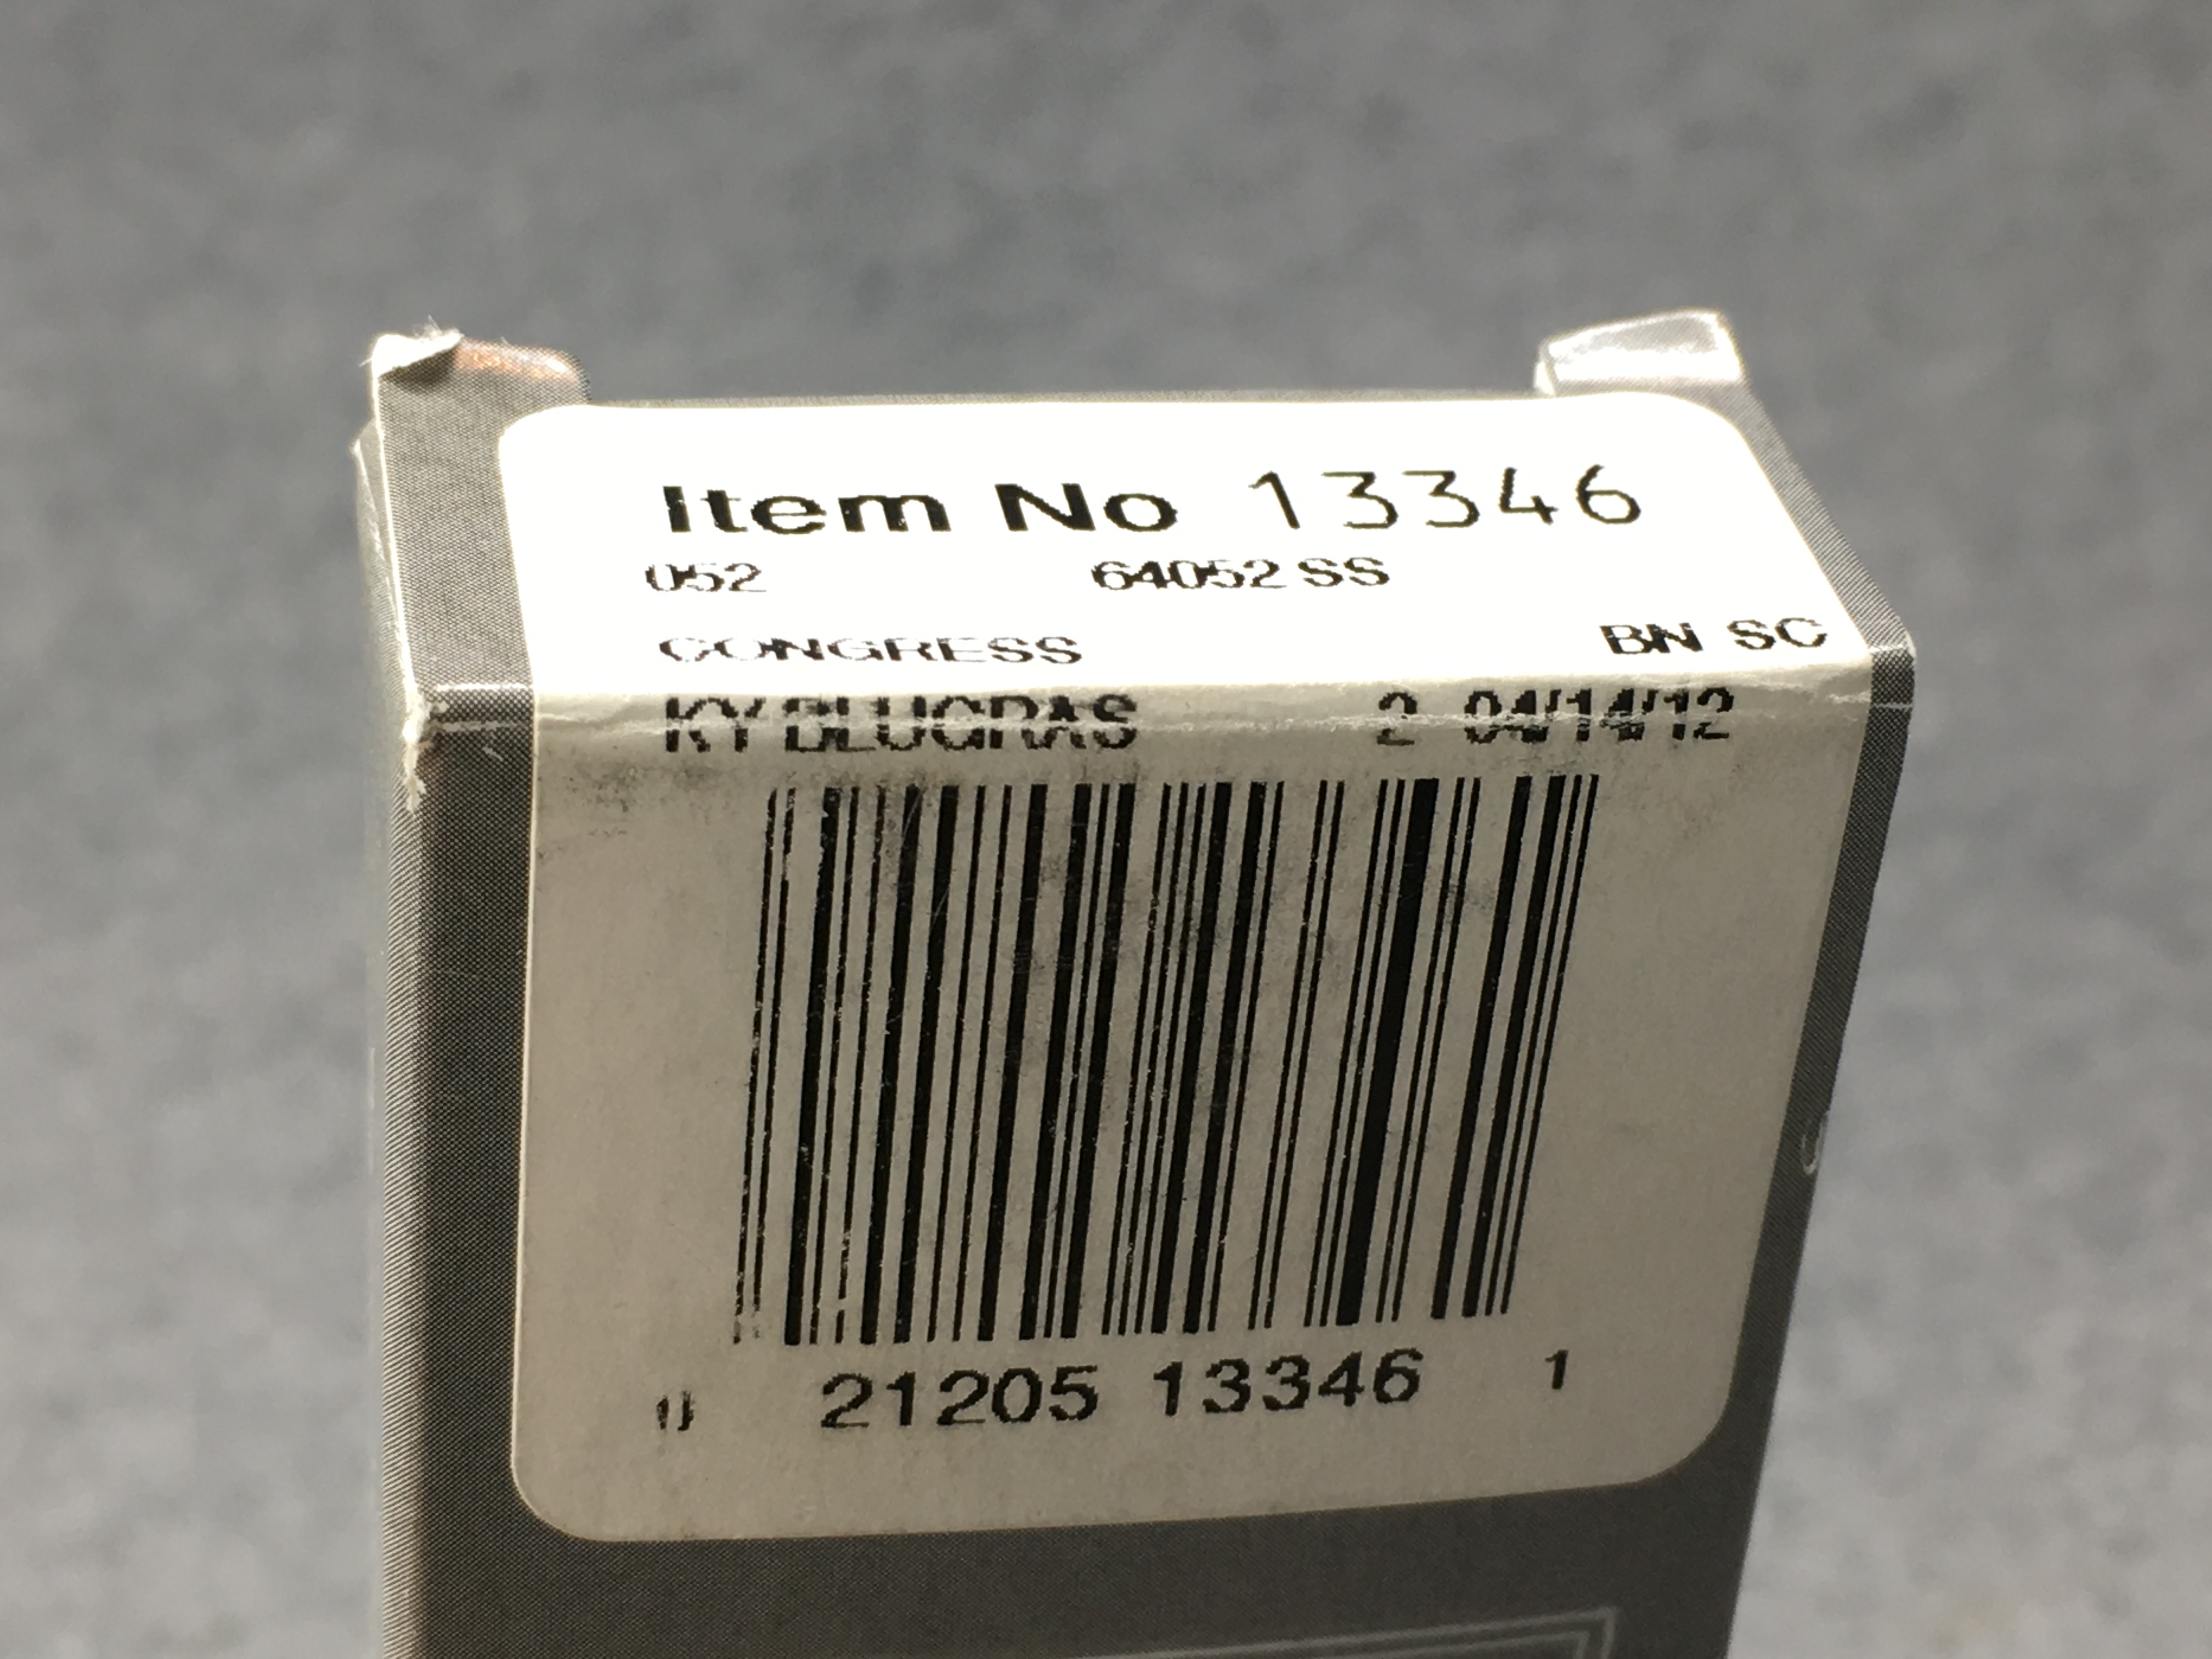 Item No 13346
052 64052 SS
CONGRESS BN SC
KY BLUGRAS 2 04/14/12
0 21205 13346 1